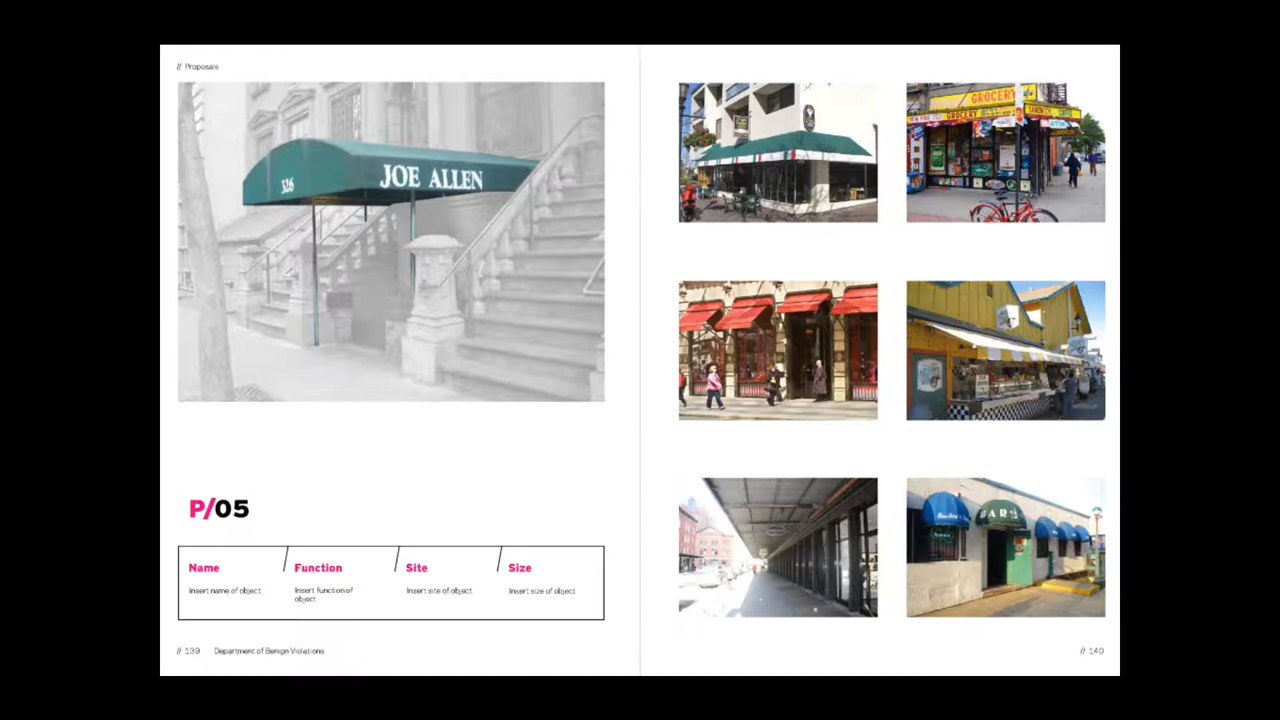 // Proposals
326
JOE ALLEN
GROCERY
GROCERY
BAR
P/05
Name
Function
Site
Size
Insert name of object
Insert function of
object
Insert site of object
Insert size of object
// 139
Department of Benign Violations
// 140